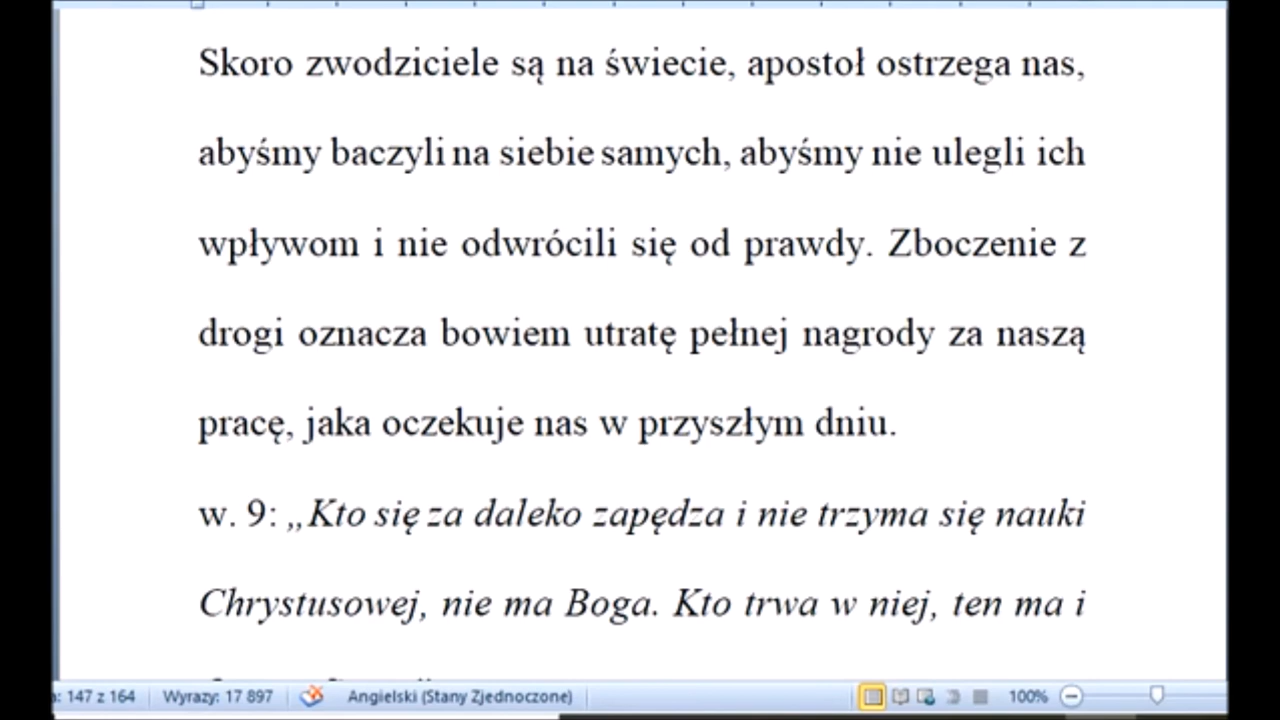 Skoro zwodziciele są na świecie, apostoł ostrzega nas,
abyśmy baczyli na siebie samych, abyśmy nie ulegli ich
wpływom i nie odwrócili się od prawdy. Zboczenie z
drogi oznacza bowiem utratę pełnej nagrody za naszą
pracę, jaka oczekuje nas w przyszłym dniu.
w. 9: „Kto się za daleko zapędza i nie trzyma się nauki
Chrystusowej, nie ma Boga. Kto trwa w niej, ten ma i
: 147 z 164 Wyrazy: 17 897 Angielski (Stany Zjednoczone) 100%